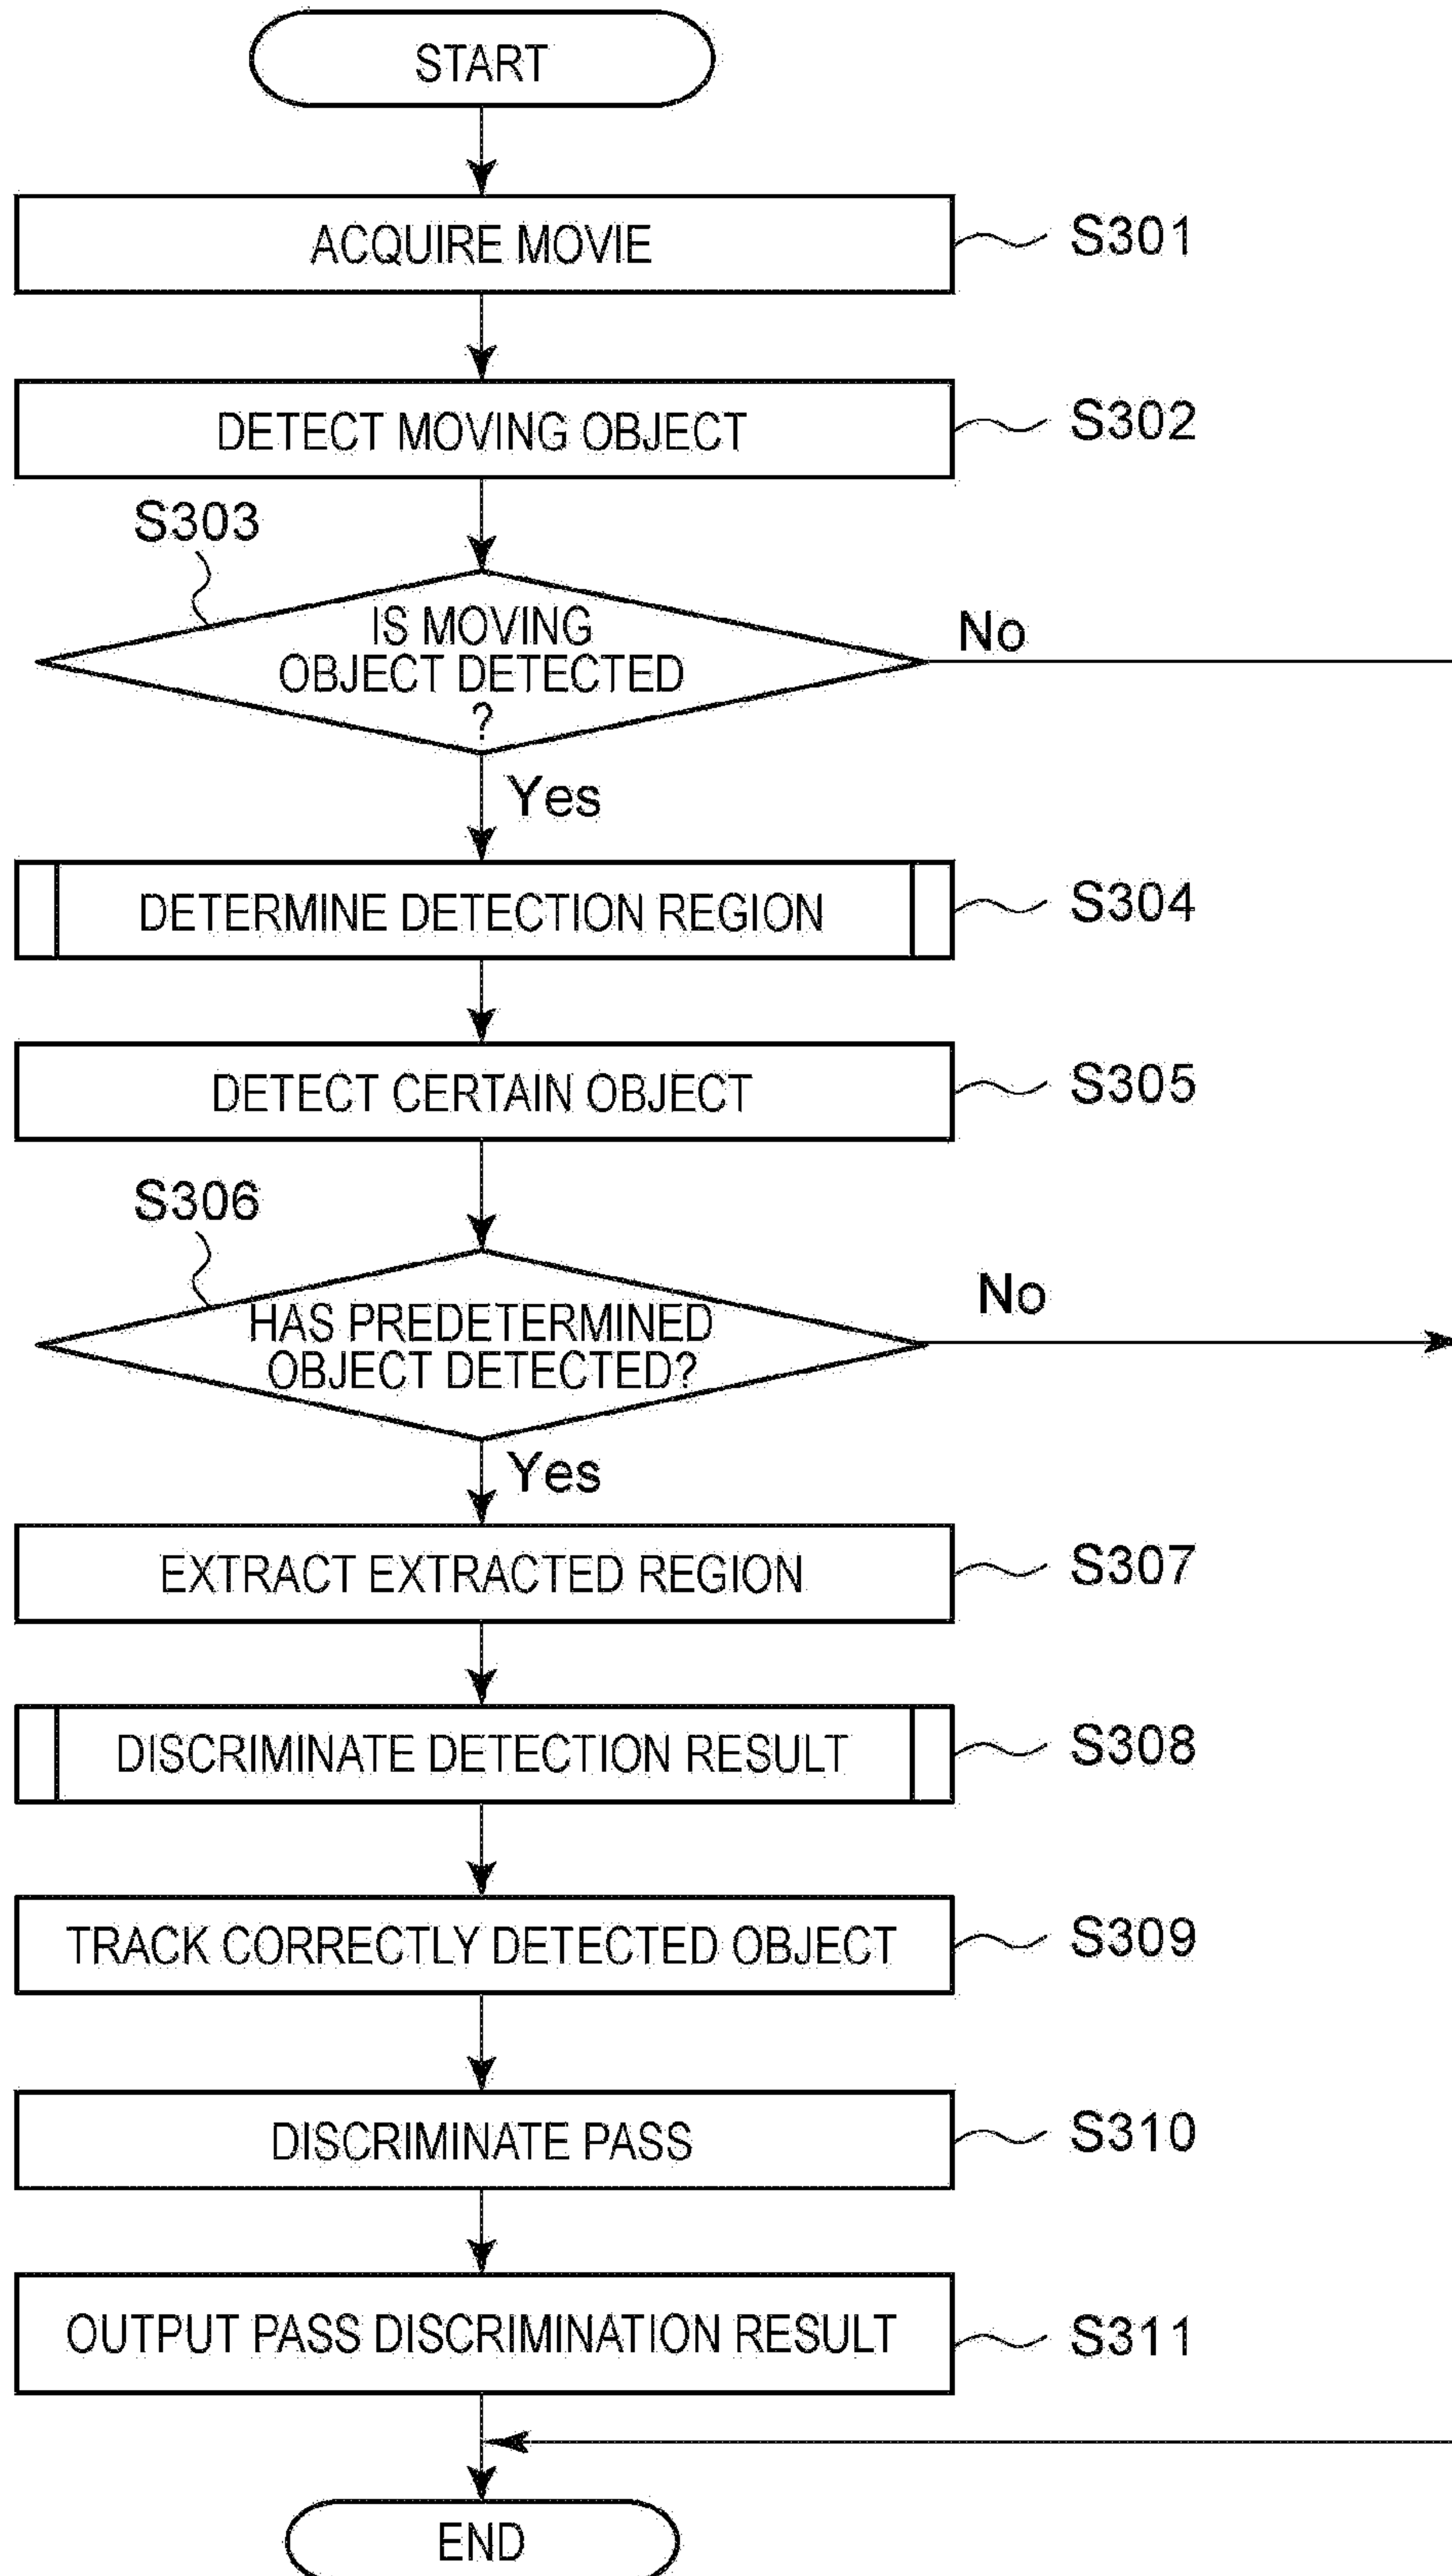 START
ACQUIRE MOVIE
S301
DETECT MOVING OBJECT
S302
S303
IS MOVING
OBJECT DETECTED
?
No
Yes
DETERMINE DETECTION REGION
S304
DETECT CERTAIN OBJECT
S305
S306
HAS PREDETERMINED
OBJECT DETECTED?
No
Yes
EXTRACT EXTRACTED REGION
S307
DISCRIMINATE DETECTION RESULT
S308
TRACK CORRECTLY DETECTED OBJECT
S309
DISCRIMINATE PASS
S310
OUTPUT PASS DISCRIMINATION RESULT
S311
END